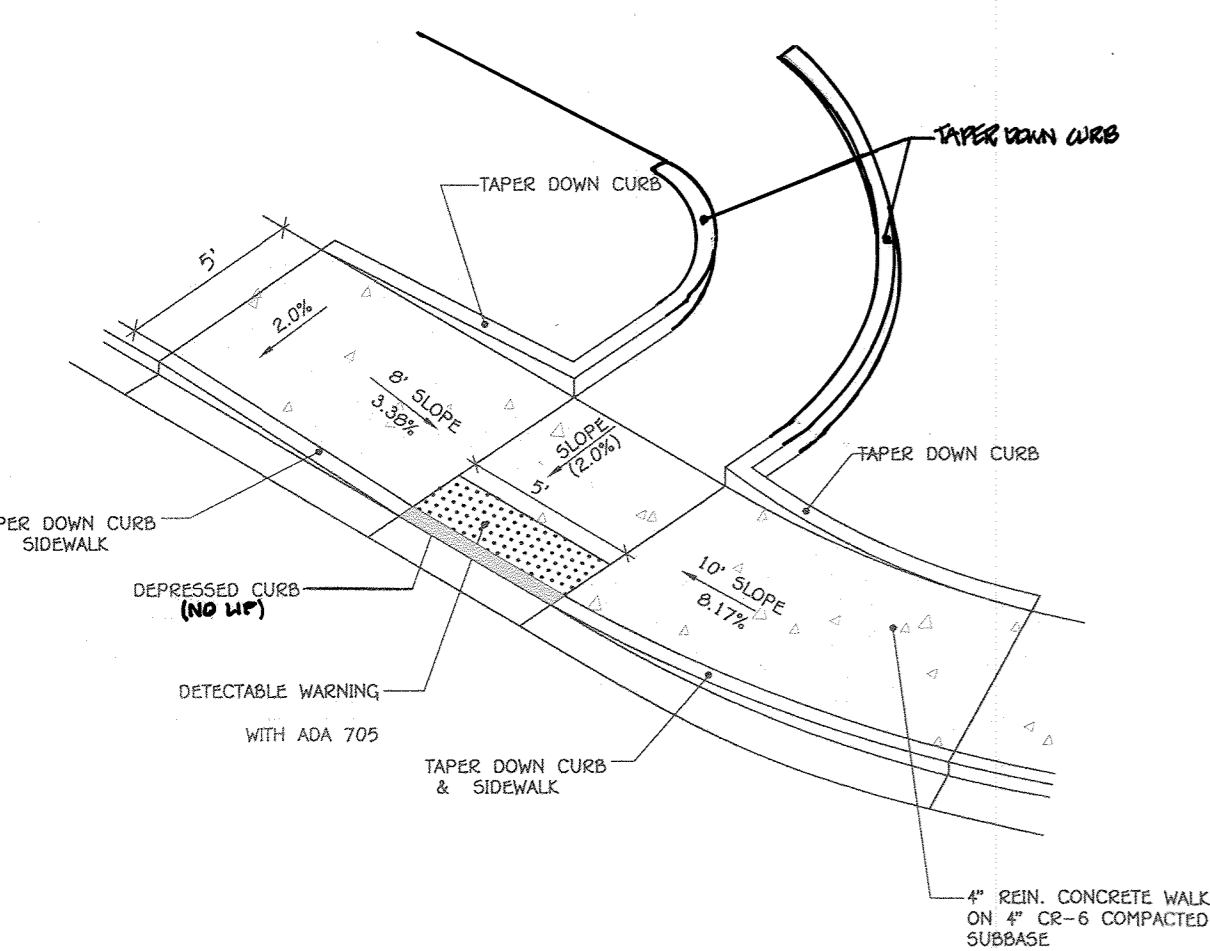 TAPER DOWN CURB
TAPER DOWN CURB
5'
2.0%
8' SLOPE
3.38%
SLOPE
(2.0%)
5'
TAPER DOWN CURB
PER DOWN CURB
SIDEWALK
10' SLOPE
8.17%
DEPRESSED CURB
(NO LIP)
DETECTABLE WARNING
WITH ADA 705
TAPER DOWN CURB
& SIDEWALK
4" REIN. CONCRETE WALK
ON 4" CR-6 COMPACTED
SUBBASE